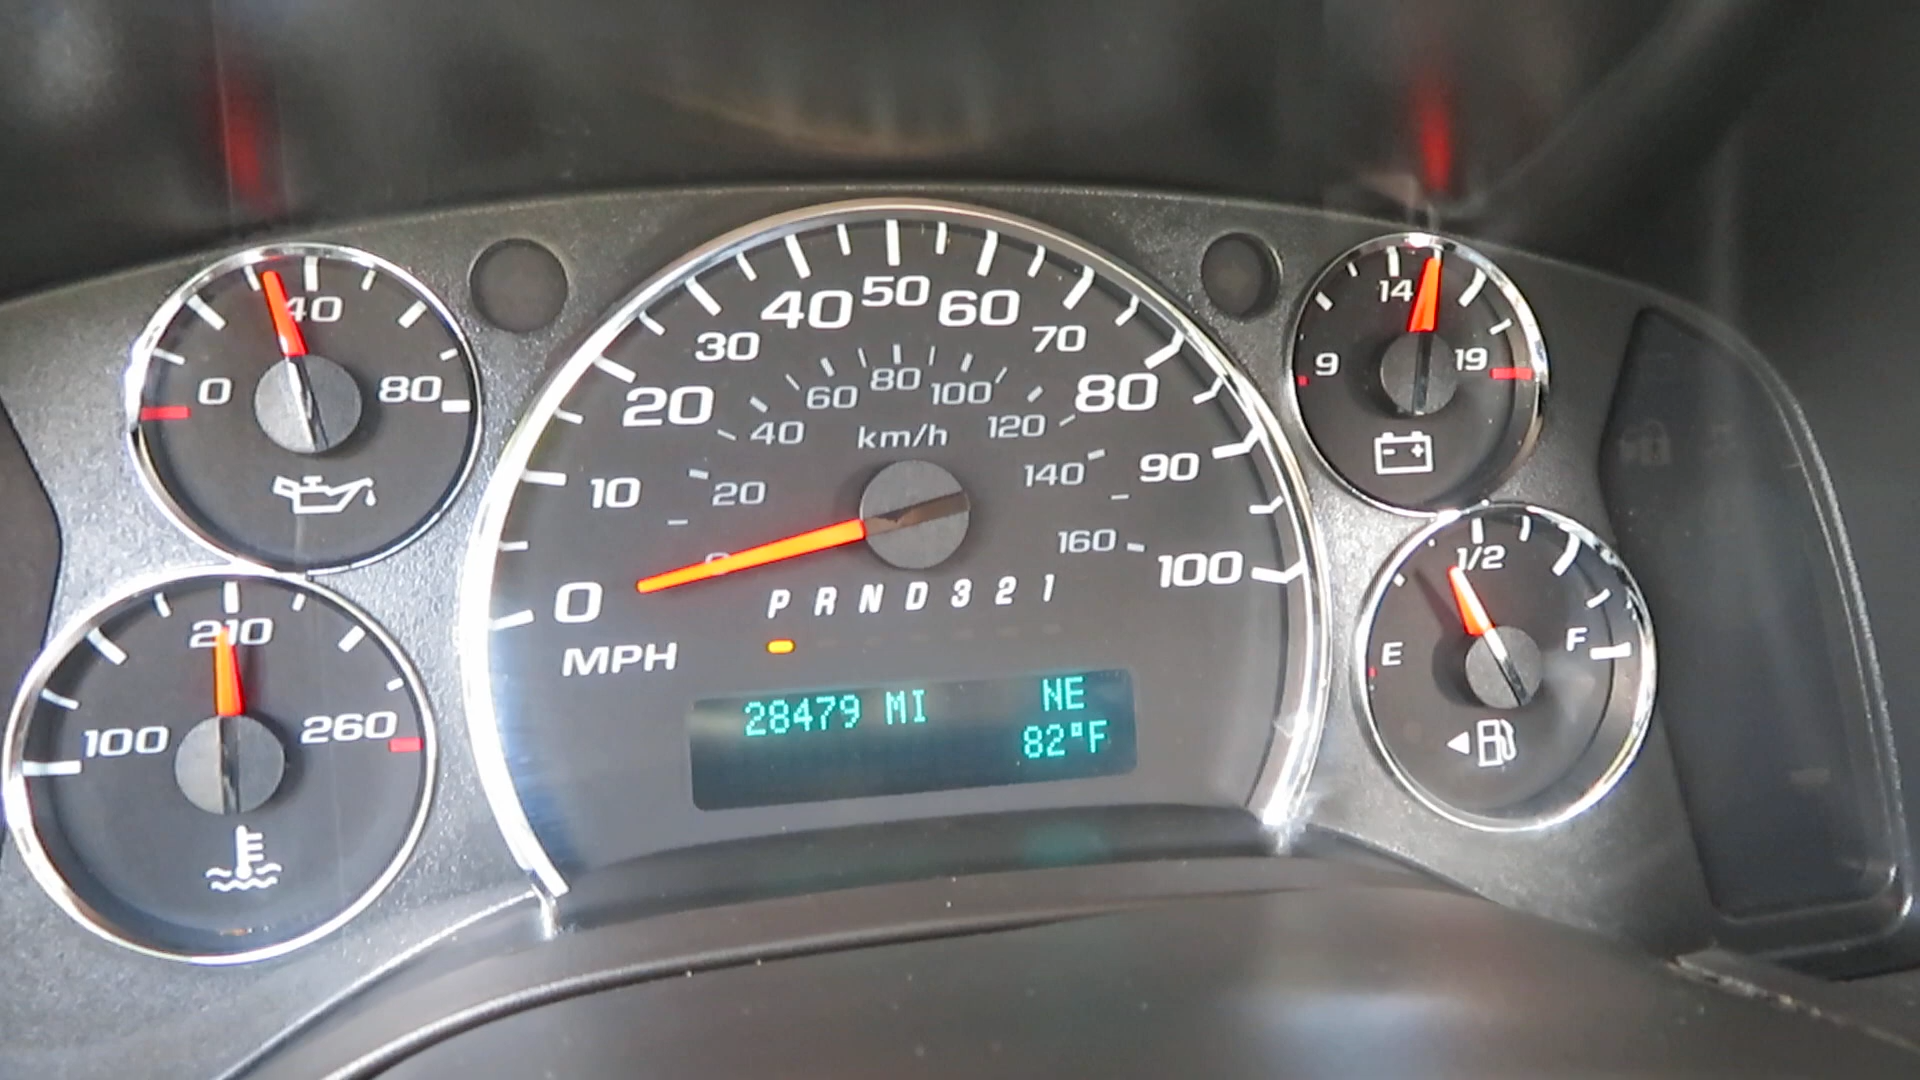 0 40 80
100 210 260
0 10 20 30 40 50 60 70 80 90 100
MPH
0 20 40 60 80 100 120 140 160
km/h
P R N D 3 2 1
28479 MI NE
82°F
9 14 19
E 1/2 F